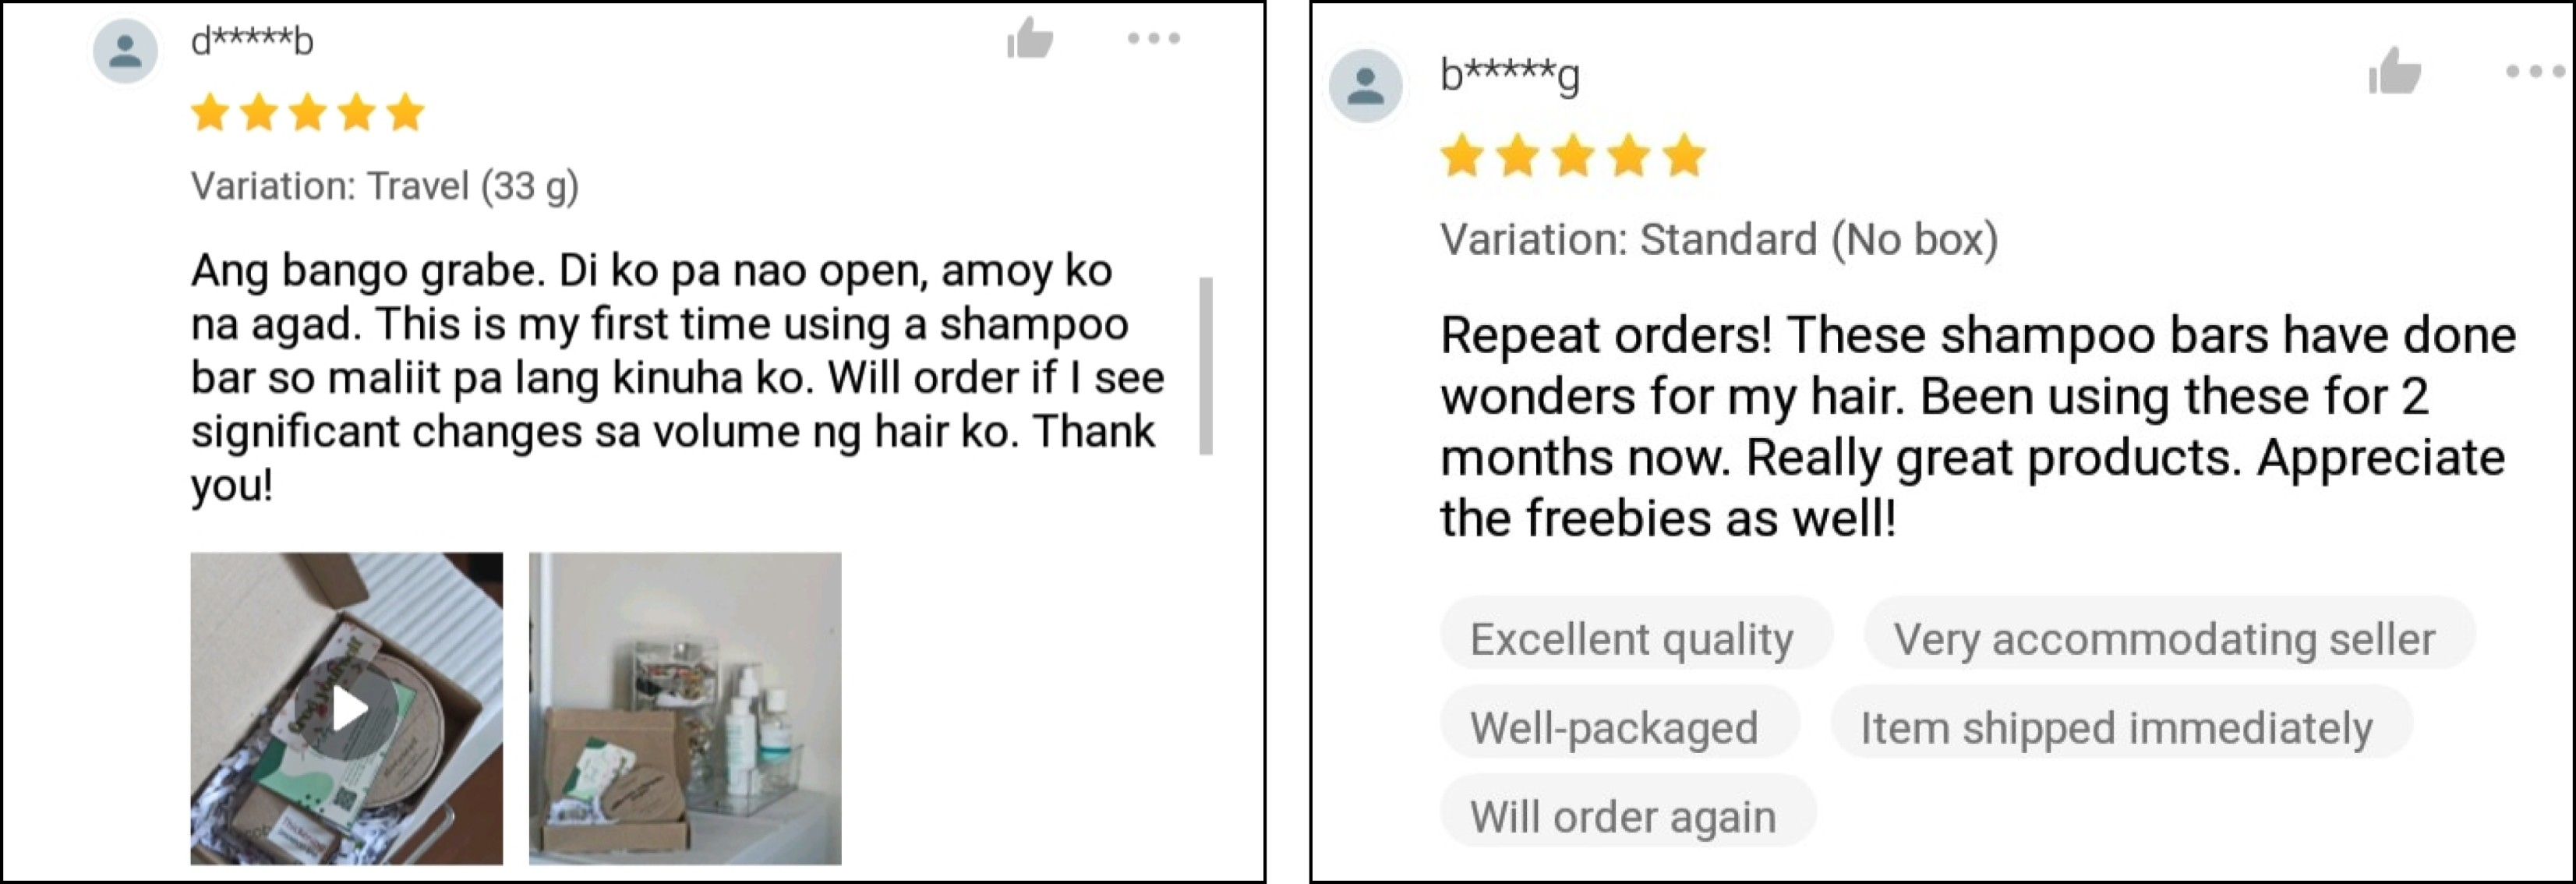 d*****b
Variation: Travel (33 g)
Ang bango grabe. Di ko pa nao open, amoy ko
na agad. This is my first time using a shampoo
bar so maliit pa lang kinuha ko. Will order if I see
significant changes sa volume ng hair ko. Thank
you!
b*****g
Variation: Standard (No box)
Repeat orders! These shampoo bars have done
wonders for my hair. Been using these for 2
months now. Really great products. Appreciate
the freebies as well!
Excellent quality
Very accommodating seller
Well-packaged
Item shipped immediately
Will order again